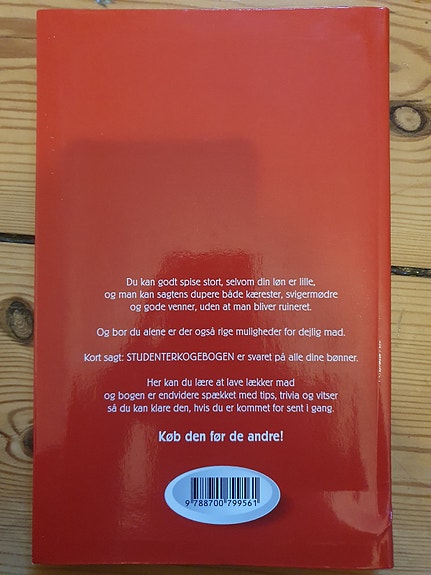 Du kan godt spise stort, selvom din løn er lille,
og man kan sagtens dupere både kærester, svigermødre
og gode venner, uden at man bliver ruineret.
Og bor du alene er der også rige muligheder for dejlig mad.
Kort sagt: STUDENTERKOGEBOGEN er svaret på alle dine bønner.
Her kan du lære at lave lækker mad
og bogen er endvidere spækket med tips, trivia og vitser
så du kan klare den, hvis du er kommet for sent i gang.
Køb den før de andre!
9 788700 799561